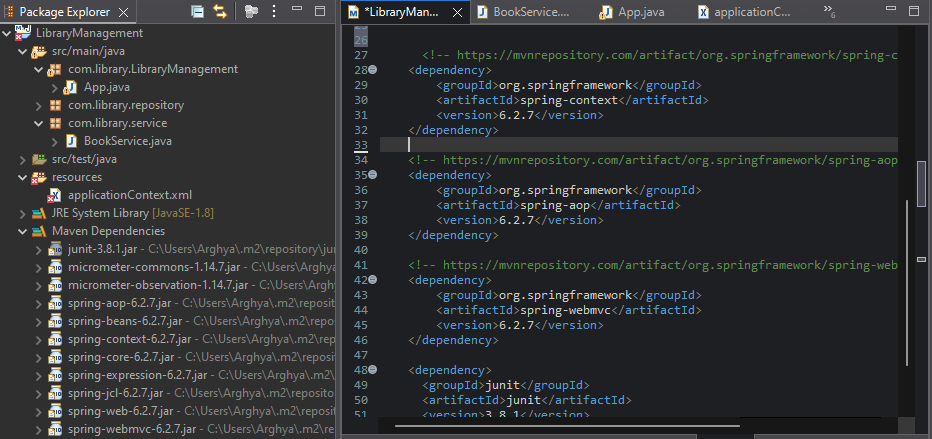 Package Explorer
LibraryManagement
src/main/java
com.library.LibraryManagement
App.java
com.library.repository
com.library.service
BookService.java
src/test/java
resources
applicationContext.xml
JRE System Library [JavaSE-1.8]
Maven Dependencies
junit-3.8.1.jar - C:\Users\Arghya\.m2\repository\jun
micrometer-commons-1.14.7.jar - C:\Users\Arghya
micrometer-observation-1.14.7.jar - C:\Users\Arghya
spring-aop-6.2.7.jar - C:\Users\Arghya\.m2\reposit
spring-beans-6.2.7.jar - C:\Users\Arghya\.m2\repo
spring-context-6.2.7.jar - C:\Users\Arghya\.m2\rep
spring-core-6.2.7.jar - C:\Users\Arghya\.m2\reposi
spring-expression-6.2.7.jar - C:\Users\Arghya\.m2\
spring-jcl-6.2.7.jar - C:\Users\Arghya\.m2\reposito
spring-web-6.2.7.jar - C:\Users\Arghya\.m2\reposi
spring-webmvc-6.2.7.jar - C:\Users\Arghya\.m2\re
*LibraryMan... BookService.... App.java applicationC... »6
26
27 <!-- https://mvnrepository.com/artifact/org.springframework/spring-c
28 <dependency>
29 <groupId>org.springframework</groupId>
30 <artifactId>spring-context</artifactId>
31 <version>6.2.7</version>
32 </dependency>
33
34 <!-- https://mvnrepository.com/artifact/org.springframework/spring-aop
35 <dependency>
36 <groupId>org.springframework</groupId>
37 <artifactId>spring-aop</artifactId>
38 <version>6.2.7</version>
39 </dependency>
40
41 <!-- https://mvnrepository.com/artifact/org.springframework/spring-web
42 <dependency>
43 <groupId>org.springframework</groupId>
44 <artifactId>spring-webmvc</artifactId>
45 <version>6.2.7</version>
46 </dependency>
47
48 <dependency>
49 <groupId>junit</groupId>
50 <artifactId>junit</artifactId>
51 <version>3.8.1</version>